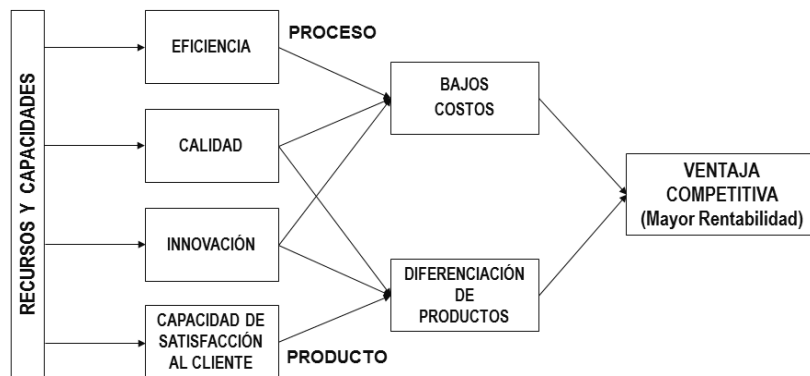 RECURSOS Y CAPACIDADES
EFICIENCIA
PROCESO
CALIDAD
INNOVACIÓN
CAPACIDAD DE
SATISFACCIÓN
AL CLIENTE
PRODUCTO
BAJOS
COSTOS
DIFERENCIACIÓN
DE
PRODUCTOS
VENTAJA
COMPETITIVA
(Mayor Rentabilidad)